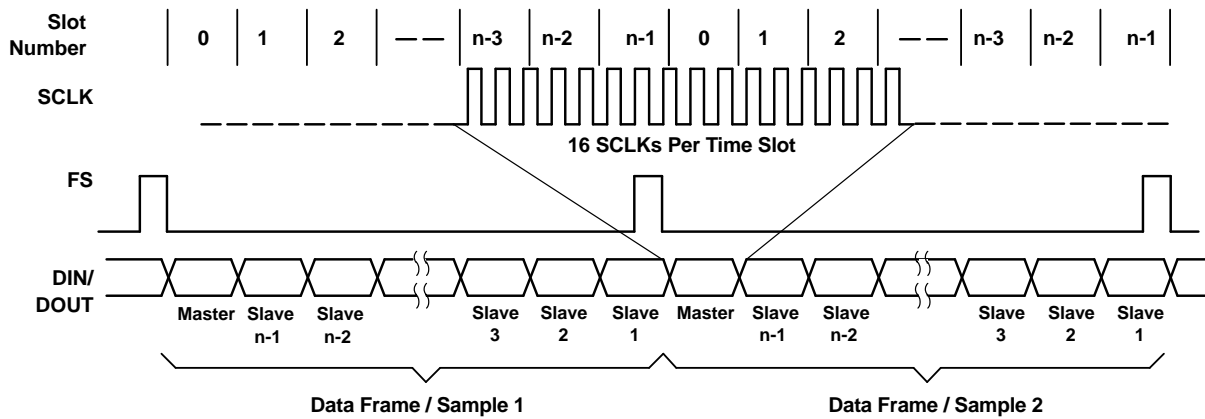 Slot Number 0 1 2 n-3 n-2 n-1 0 1 2 n-3 n-2 n-1
SCLK
16 SCLKs Per Time Slot
FS
DIN/
DOUT
Master Slave n-1 Slave n-2 Slave 3 Slave 2 Slave 1 Master Slave n-1 Slave n-2 Slave 3 Slave 2 Slave 1
Data Frame / Sample 1 Data Frame / Sample 2